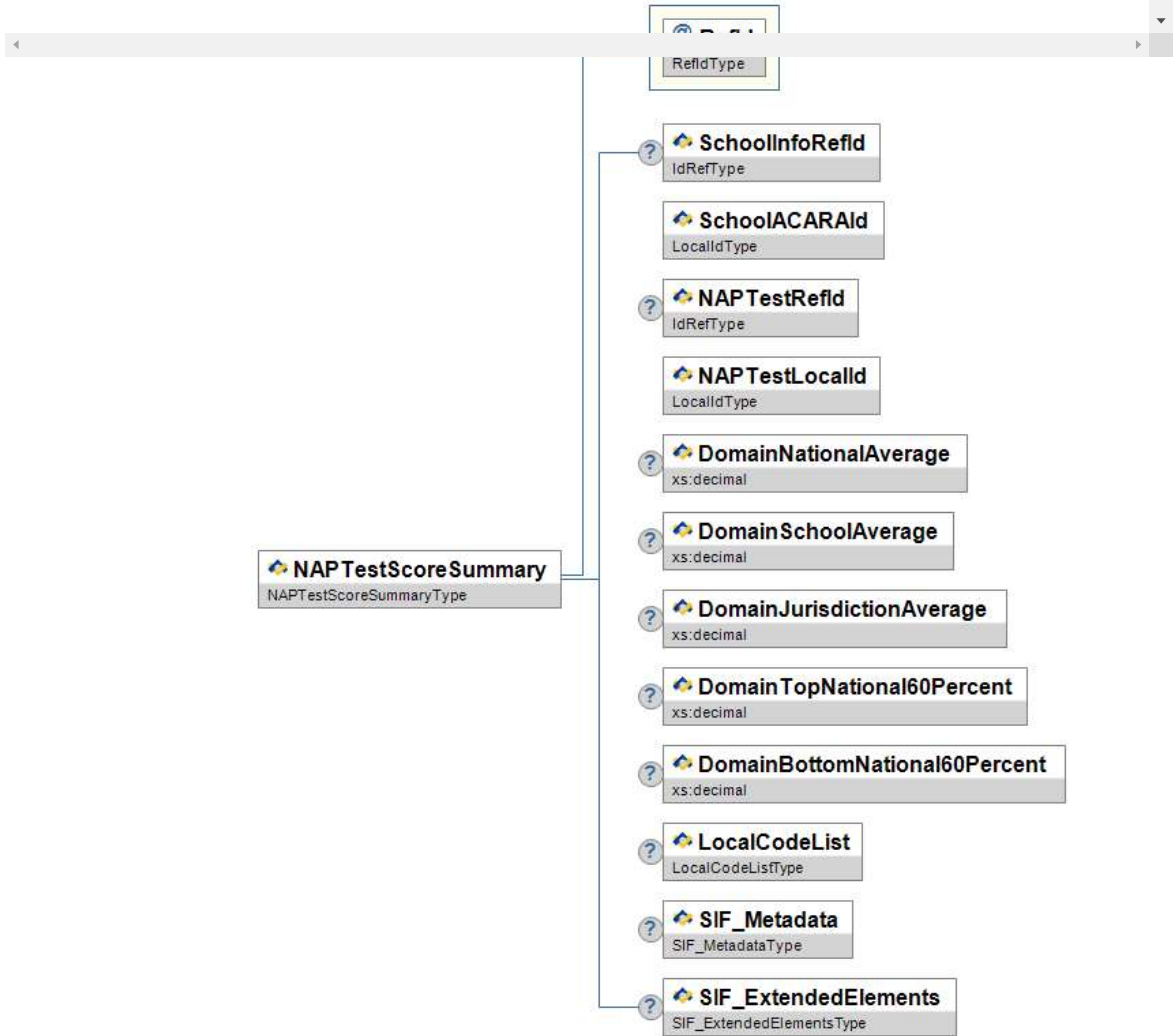 RefIdType
?
SchoolInfoRefId
IdRefType
SchoolACARAId
LocalIdType
?
NAPTestRefId
IdRefType
NAPTestLocalId
LocalIdType
?
DomainNationalAverage
xs:decimal
?
DomainSchoolAverage
xs:decimal
NAPTestScoreSummary
NAPTestScoreSummaryType
?
DomainJurisdictionAverage
xs:decimal
?
DomainTopNational60Percent
xs:decimal
?
DomainBottomNational60Percent
xs:decimal
?
LocalCodeList
LocalCodeListType
?
SIF_Metadata
SIF_MetadataType
?
SIF_ExtendedElements
SIF_ExtendedElementsType